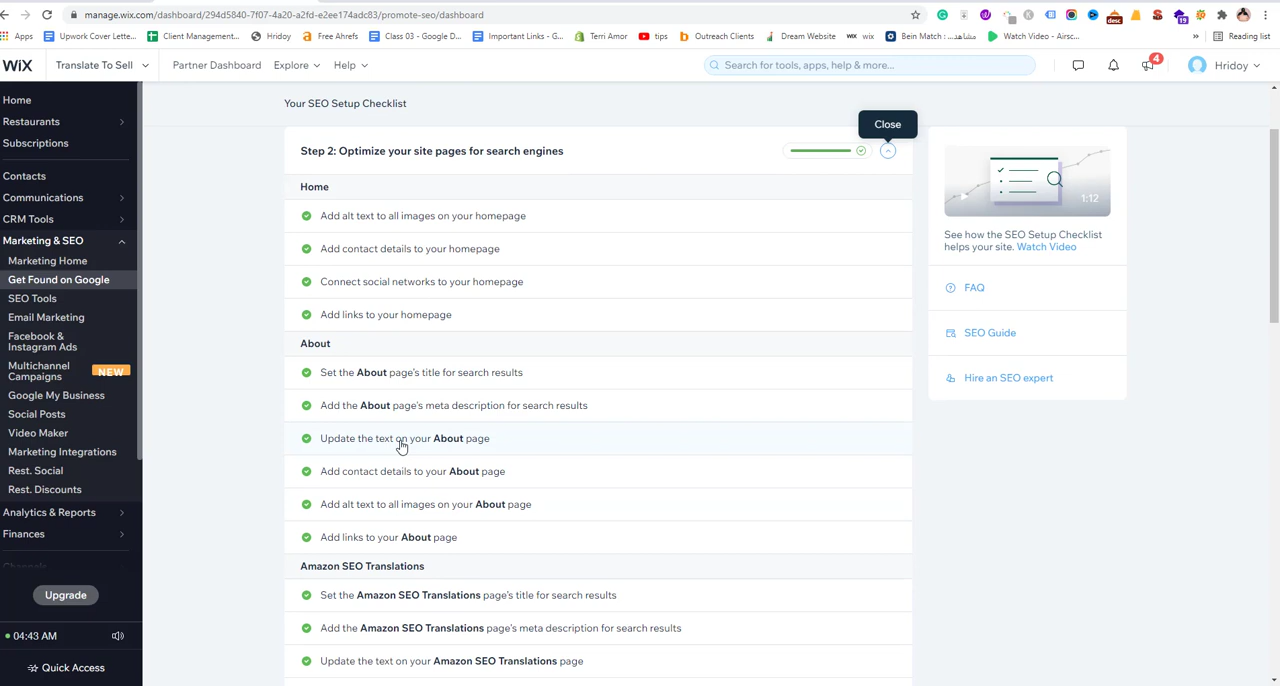 manage.wix.com/dashboard/294d5840-7f07-4a20-a2fd-e2ee174adc83/promote-seo/dashboard
Apps
Upwork Cover Lette...
Client Management...
Hridoy
Free Ahrefs
Class 03 - Google D...
Important Links - G...
Terri Amor
tips
Outreach Clients
Dream Website
WIX wix
Bein Match : مشاهد...
Watch Video - Airsc...
»
Reading list
desc
19
WiX
Translate To Sell
Partner Dashboard
Explore
Help
Search for tools, apps, help & more...
4
Hridoy
Home
Restaurants
Subscriptions
Contacts
Communications
CRM Tools
Marketing & SEO
Marketing Home
Get Found on Google
SEO Tools
Email Marketing
Facebook &
Instagram Ads
Multichannel
Campaigns
NEW
Google My Business
Social Posts
Video Maker
Marketing Integrations
Rest. Social
Rest. Discounts
Analytics & Reports
Finances
Channels
Upgrade
04:43 AM
Quick Access
Your SEO Setup Checklist
Close
Step 2: Optimize your site pages for search engines
Home
Add alt text to all images on your homepage
Add contact details to your homepage
Connect social networks to your homepage
Add links to your homepage
About
Set the About page's title for search results
Add the About page's meta description for search results
Update the text on your About page
Add contact details to your About page
Add alt text to all images on your About page
Add links to your About page
Amazon SEO Translations
Set the Amazon SEO Translations page's title for search results
Add the Amazon SEO Translations page's meta description for search results
Update the text on your Amazon SEO Translations page
1:12
See how the SEO Setup Checklist
helps your site. Watch Video
FAQ
SEO Guide
Hire an SEO expert